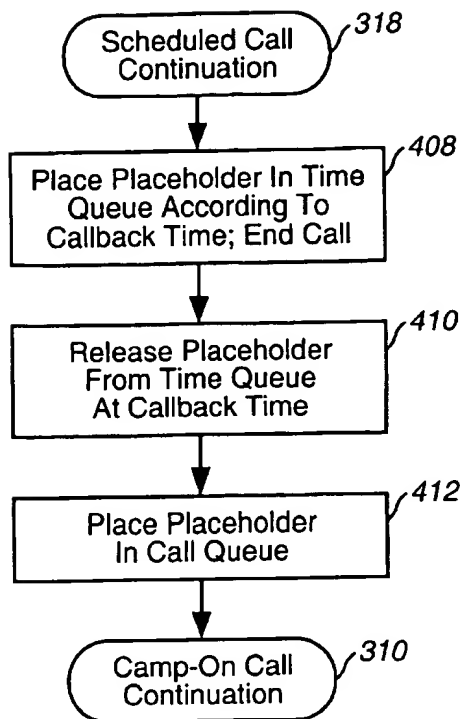 Scheduled Call
Continuation
318
408
Place Placeholder In Time
Queue According To
Callback Time; End Call
410
Release Placeholder
From Time Queue
At Callback Time
412
Place Placeholder
In Call Queue
Camp-On Call
Continuation
310